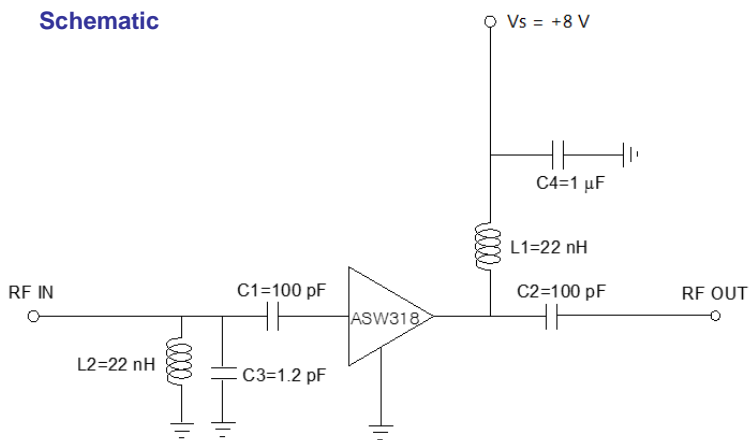 Schematic
Vs = +8 V
C4=1 μF
L1=22 nH
RF IN
C1=100 pF
C2=100 pF
RF OUT
ASW318
L2=22 nH
C3=1.2 pF